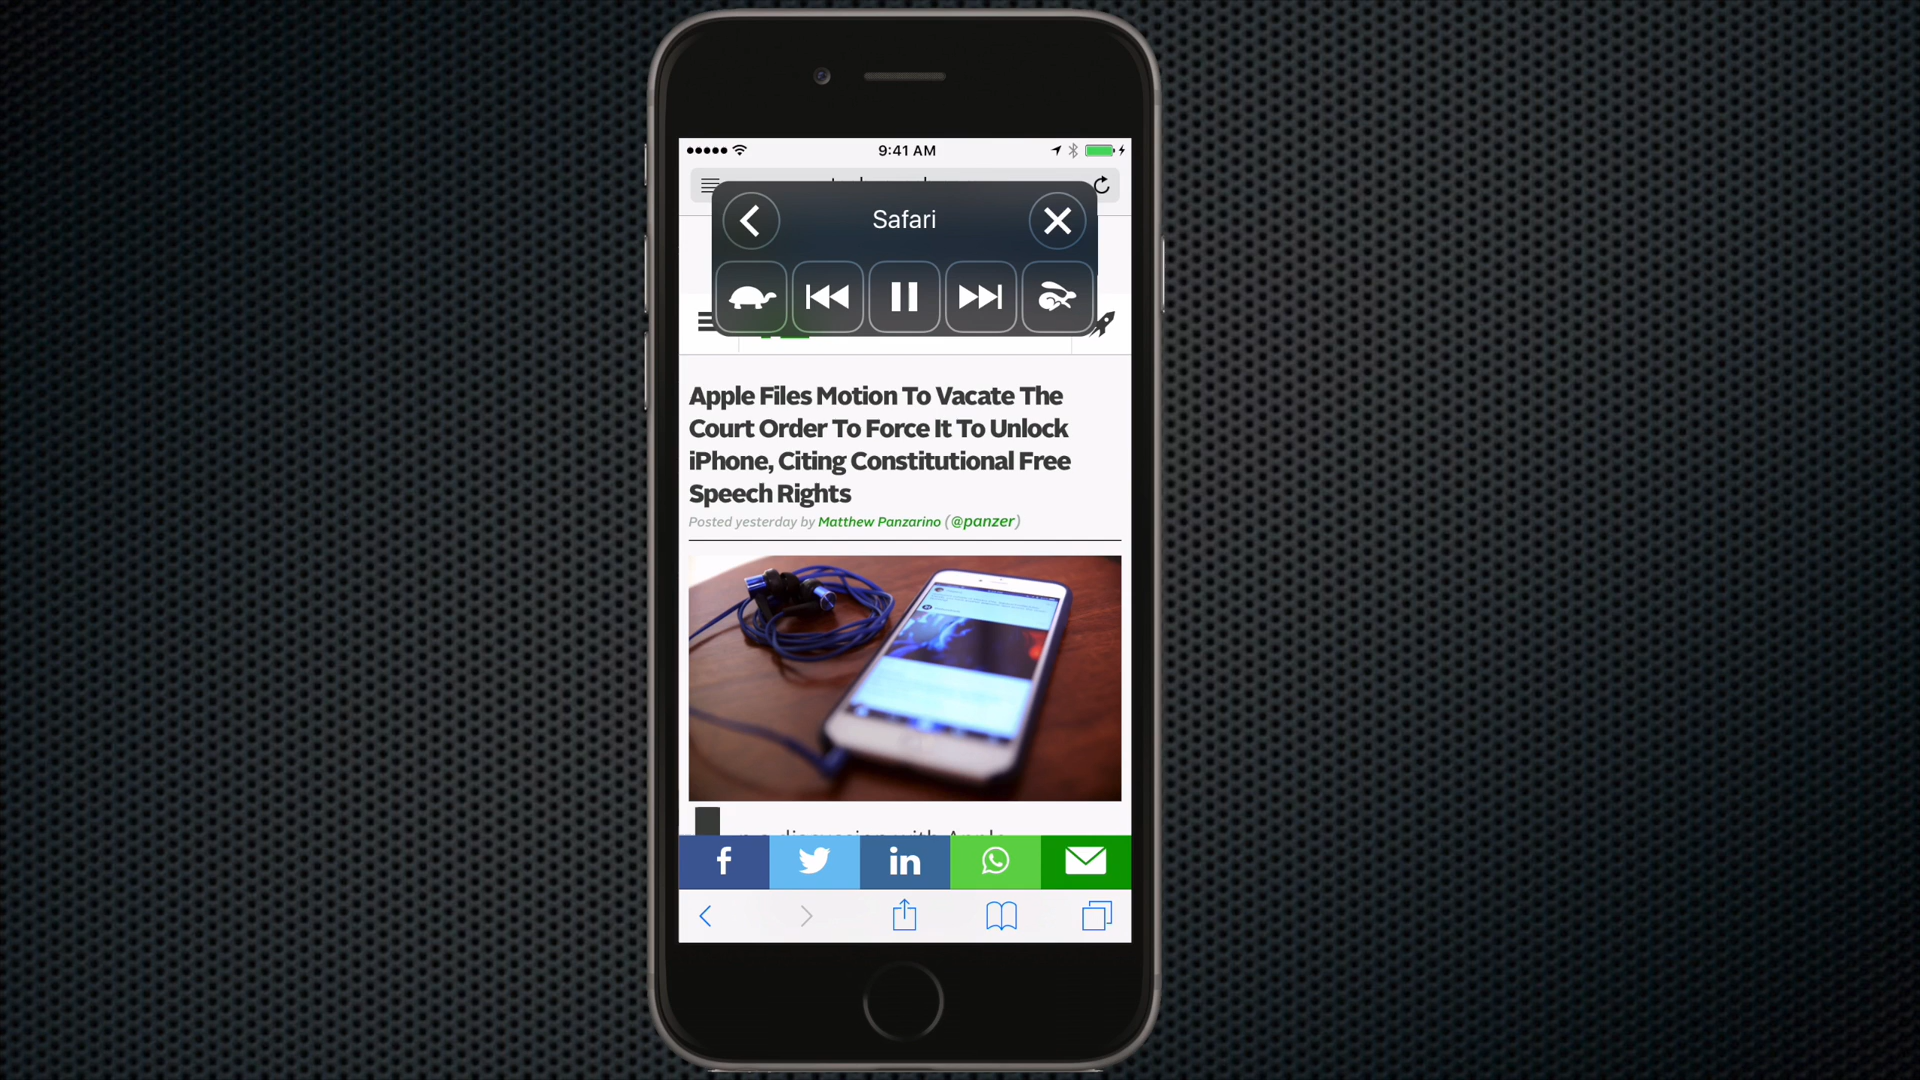 9:41 AM
Safari
Apple Files Motion To Vacate The
Court Order To Force It To Unlock
iPhone, Citing Constitutional Free
Speech Rights
Posted yesterday by Matthew Panzarino (@panzer)
f
in